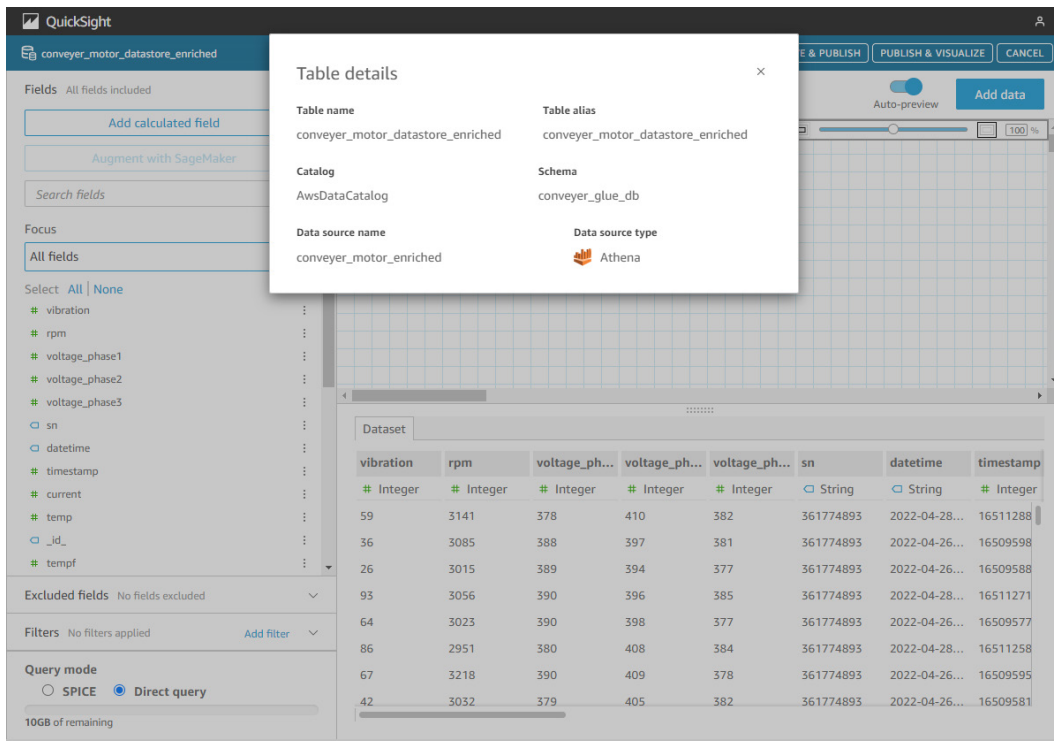 QuickSight
conveyer_motor_datastore_enriched
E & PUBLISH PUBLISH & VISUALIZE CANCEL
Fields All fields included
Add calculated field
Augment with SageMaker
Search fields
Focus
All fields
Select All | None
# vibration
# rpm
# voltage_phase1
# voltage_phase2
# voltage_phase3
sn
datetime
# timestamp
# current
# temp
_id_
# tempf
Excluded fields No fields excluded
Filters No filters applied Add filter
Query mode
SPICE Direct query
10GB of remaining
Table details ×
Table name Table alias
conveyer_motor_datastore_enriched conveyer_motor_datastore_enriched
Catalog Schema
AwsDataCatalog conveyer_glue_db
Data source name Data source type
conveyer_motor_enriched Athena
Auto-preview Add data
100 %
Dataset
vibration rpm voltage_ph... voltage_ph... voltage_ph... sn datetime timestamp
# Integer # Integer # Integer # Integer # Integer String String # Integer
59 3141 378 410 382 361774893 2022-04-28... 16511288
36 3085 388 397 381 361774893 2022-04-26... 16509598
26 3015 389 394 377 361774893 2022-04-26... 16509588
93 3056 390 396 385 361774893 2022-04-28... 16511271
64 3023 390 398 377 361774893 2022-04-26... 16509577
86 2951 380 408 384 361774893 2022-04-28... 16511258
67 3218 390 409 378 361774893 2022-04-26... 16509595
42 3032 379 405 382 361774893 2022-04-26... 16509581